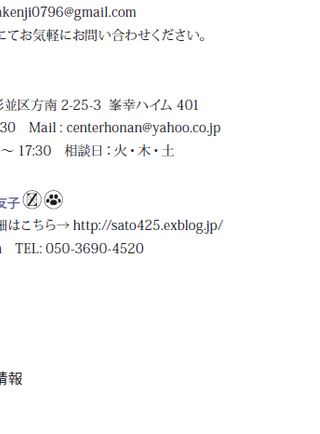 akenji0796@gmail.com
にてお気軽にお問い合わせください。
杉並区方南 2-25-3 峯幸ハイム 401
30 Mail : centerhonan@yahoo.co.jp
～ 17:30 相談日：火・木・土
友子 Z
細はこちら→ http://sato425.exblog.jp/
TEL: 050-3690-4520
情報